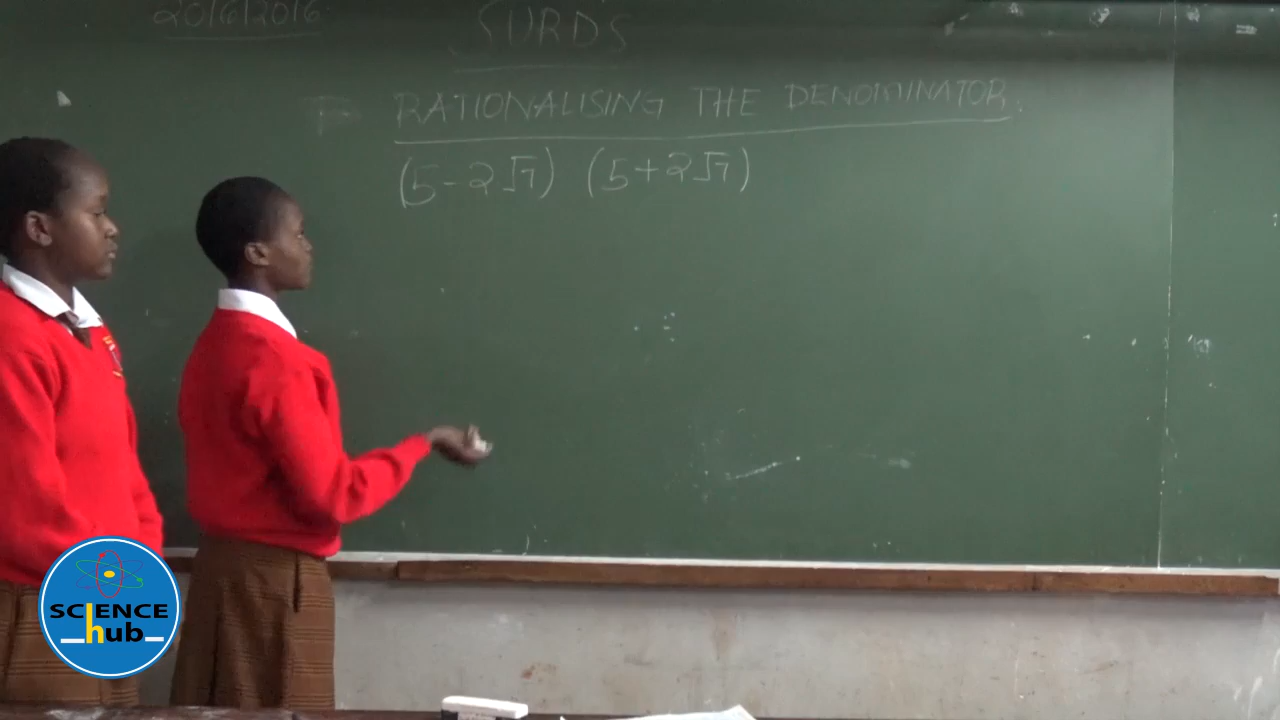 20/6/2016
SURDS
RATIONALISING THE DENOMINATOR.
(5-2√7) (5+2√7)
SCIENCE
hub